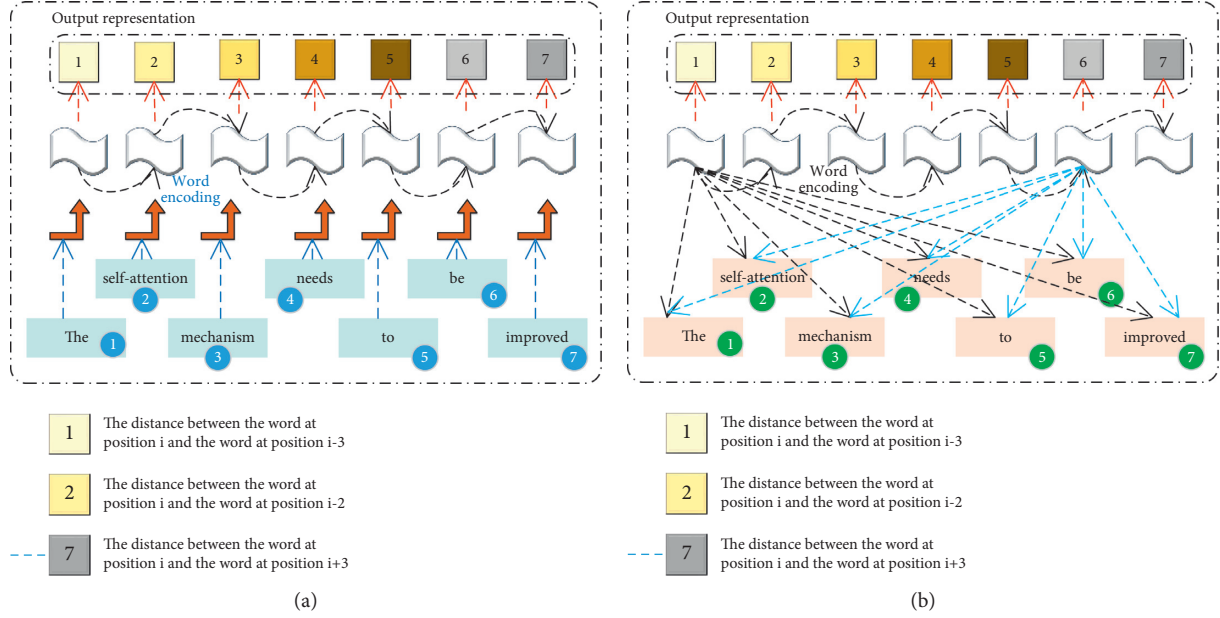 Output representation
1 2 3 4 5 6 7
Word
encoding
self-attention needs be
2 4 6
The mechanism to improved
1 3 5 7
1 The distance between the word at
position i and the word at position i-3
2 The distance between the word at
position i and the word at position i-2
7 The distance between the word at
position i and the word at position i+3
(a)
Output representation
1 2 3 4 5 6 7
Word
encoding
self-attention needs be
2 4 6
The mechanism to improved
1 3 5 7
1 The distance between the word at
position i and the word at position i-3
2 The distance between the word at
position i and the word at position i-2
7 The distance between the word at
position i and the word at position i+3
(b)